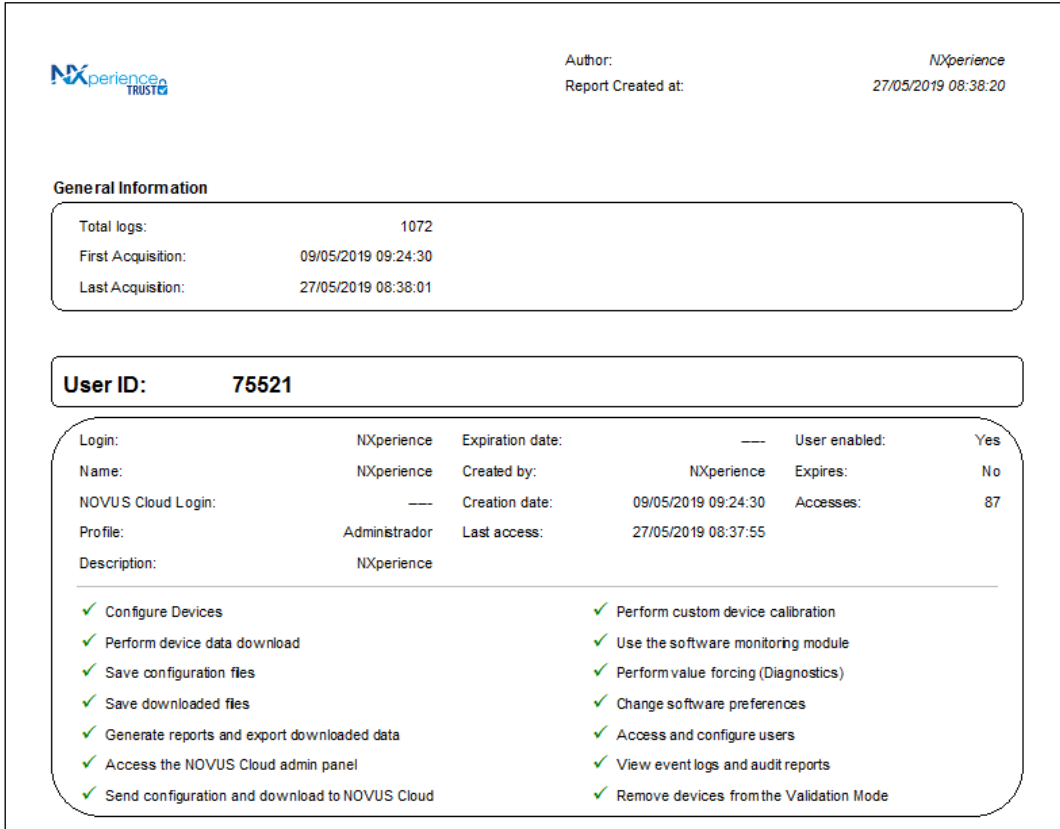 NXperience TRUST
Author: NXperience
Report Created at: 27/05/2019 08:38:20
General Information
Total logs: 1072
First Acquisition: 09/05/2019 09:24:30
Last Acquisition: 27/05/2019 08:38:01
User ID: 75521
Login: NXperience Expiration date: ---- User enabled: Yes
Name: NXperience Created by: NXperience Expires: No
NOVUS Cloud Login: ---- Creation date: 09/05/2019 09:24:30 Accesses: 87
Profile: Administrador Last access: 27/05/2019 08:37:55
Description: NXperience
✓ Configure Devices ✓ Perform custom device calibration
✓ Perform device data download ✓ Use the software monitoring module
✓ Save configuration files ✓ Perform value forcing (Diagnostics)
✓ Save downloaded files ✓ Change software preferences
✓ Generate reports and export downloaded data ✓ Access and configure users
✓ Access the NOVUS Cloud admin panel ✓ View event logs and audit reports
✓ Send configuration and download to NOVUS Cloud ✓ Remove devices from the Validation Mode